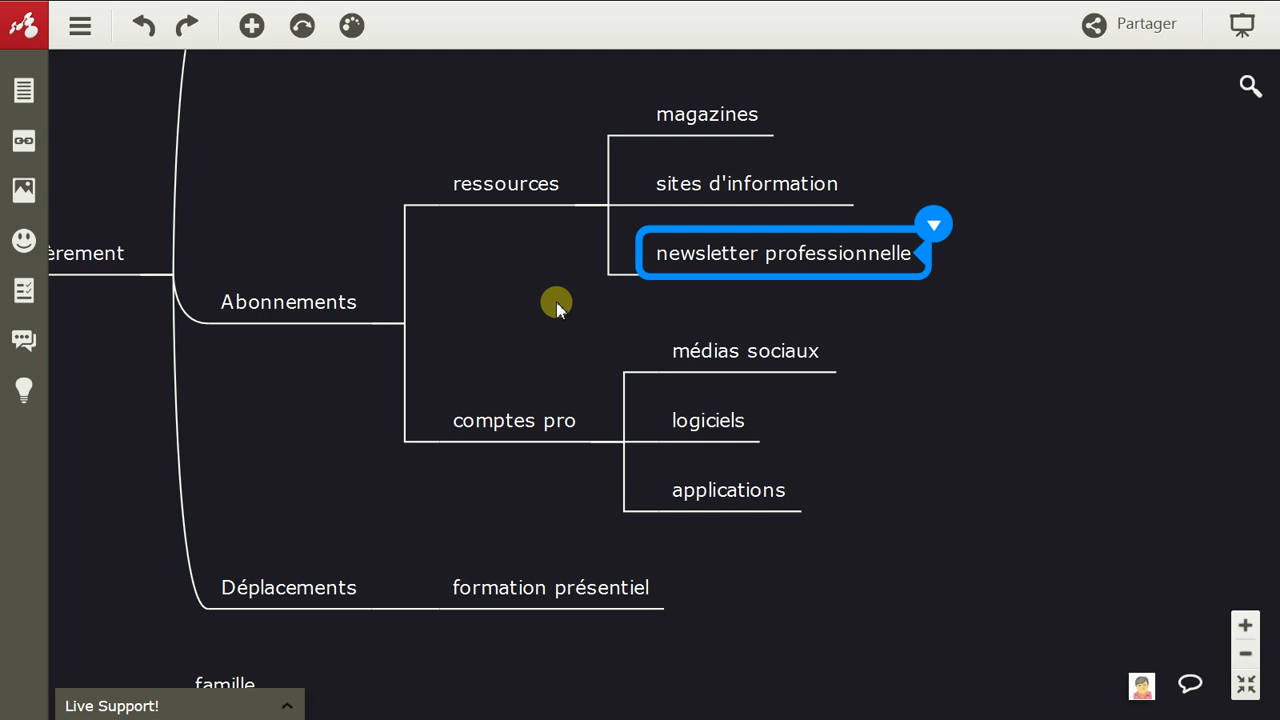 Partager
magazines
ressources
sites d'information
èrement
newsletter professionnelle
Abonnements
médias sociaux
comptes pro
logiciels
applications
Déplacements
formation présentiel
famille
Live Support!